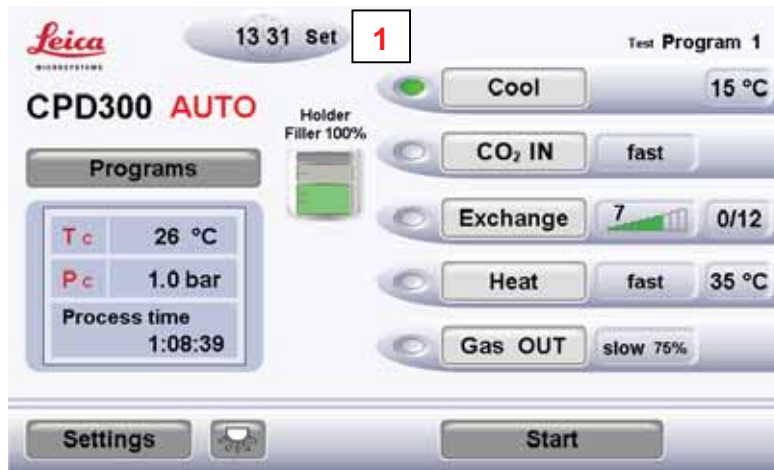 Leica
MICROSYSTEMS
13 31 Set
1
Test Program 1
CPD300 AUTO
Holder
Filler 100%
Programs
Tc 26 °C
Pc 1.0 bar
Process time
1:08:39
Cool 15 °C
CO₂ IN fast
Exchange 7 0/12
Heat fast 35 °C
Gas OUT slow 75%
Settings
Start